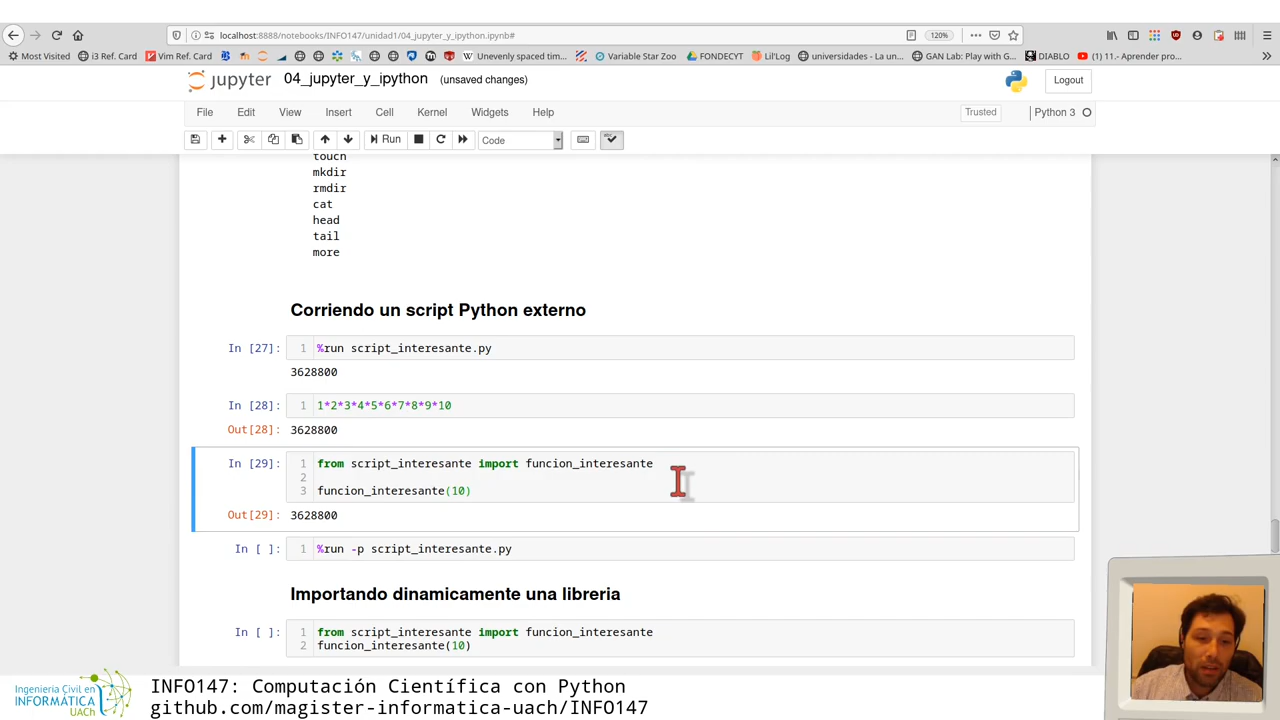 localhost:8888/notebooks/INFO147/unidad1/04_jupyter_y_ipython.ipynb#
120%
Most Visited
i3 Ref. Card
Vim Ref. Card
Unevenly spaced tim...
Variable Star Zoo
FONDECYT
Lil'Log
universidades - La un...
GAN Lab: Play with G...
DIABLO
(1) 11.- Aprender pro...
jupyter
04_jupyter_y_ipython
(unsaved changes)
Logout
File
Edit
View
Insert
Cell
Kernel
Widgets
Help
Trusted
Python 3
Run
Code
touch
mkdir
rmdir
cat
head
tail
more
Corriendo un script Python externo
In [27]:
1 %run script_interesante.py
3628800
In [28]:
1 1*2*3*4*5*6*7*8*9*10
Out[28]: 3628800
In [29]:
1 from script_interesante import funcion_interesante
2
3 funcion_interesante(10)
Out[29]: 3628800
In [ ]:
1 %run -p script_interesante.py
Importando dinamicamente una libreria
In [ ]:
1 from script_interesante import funcion_interesante
2 funcion_interesante(10)
Ingeniería Civil en
INFORMÁTICA
UACh
INFO147: Computación Científica con Python
github.com/magister-informatica-uach/INFO147